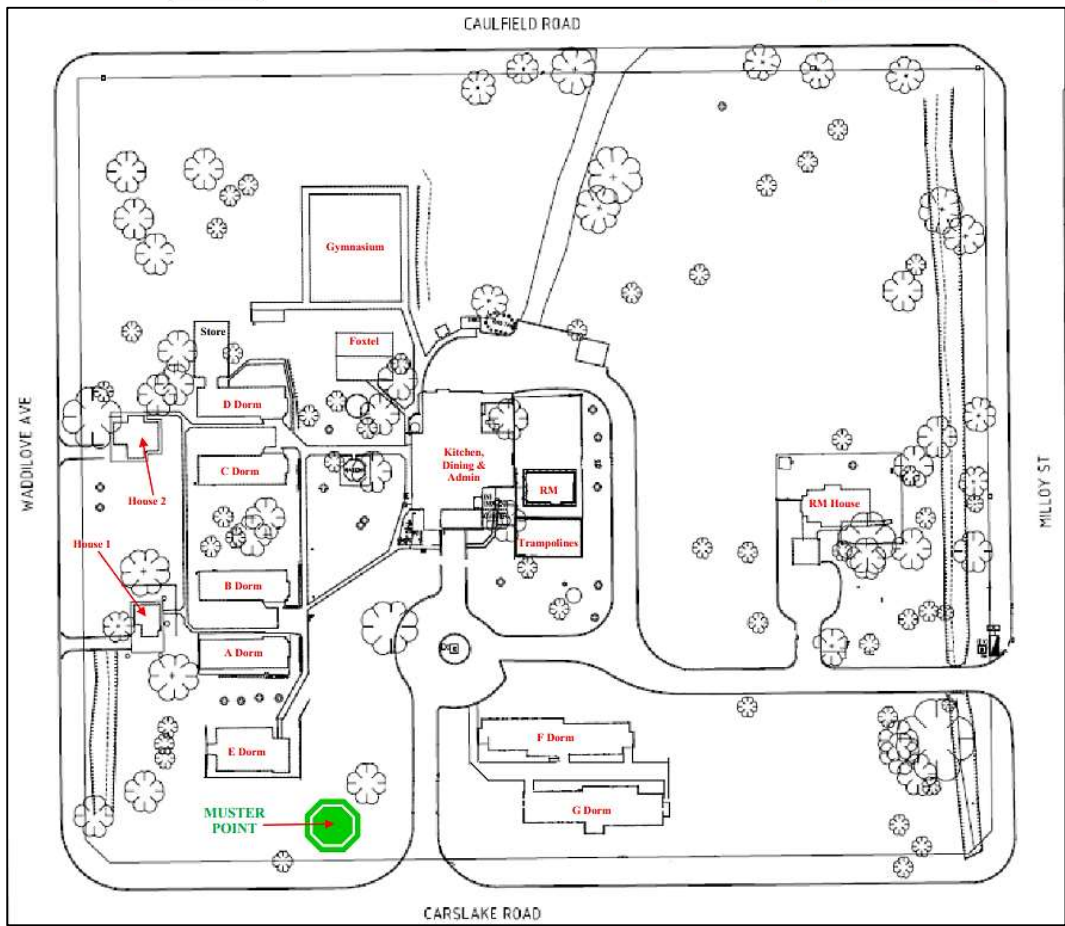 CAULFIELD ROAD
Gymnasium
Store
Foxtel
D Dorm
WADDILOVE AVE
House 2
C Dorm
Kitchen,
Dining &
Admin
RM
RM House
MILLOY ST
House 1
Trampolines
B Dorm
A Dorm
E Dorm
F Dorm
G Dorm
MUSTER
POINT
CARSLAKE ROAD